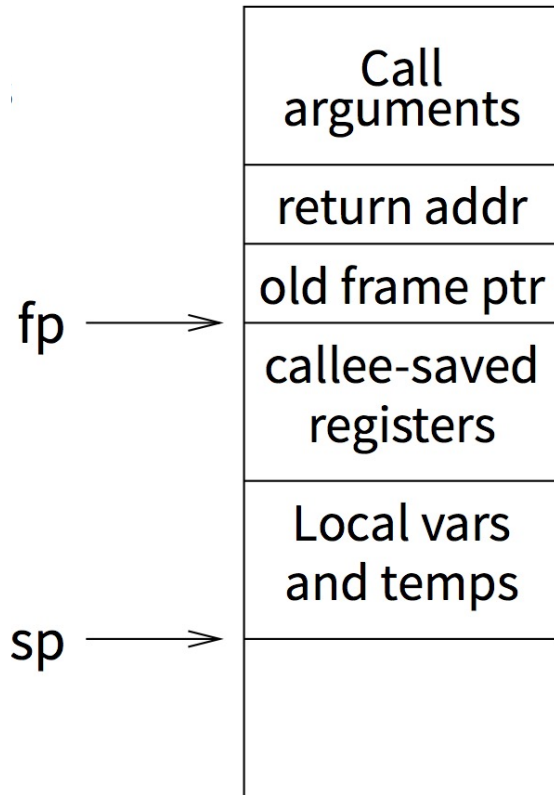 Call
arguments
return addr
old frame ptr
fp
callee-saved
registers
Local vars
and temps
sp